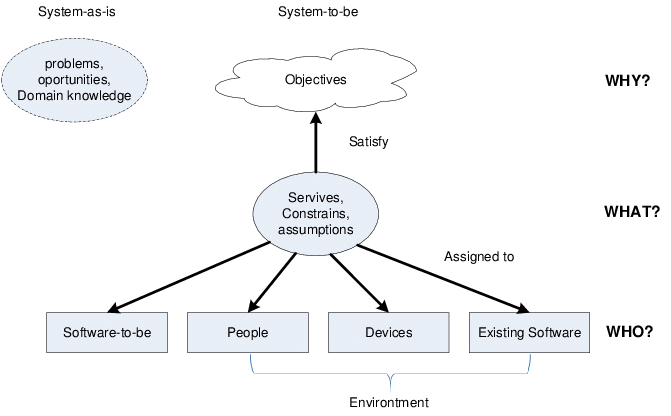 System-as-is
System-to-be
problems,
oportunities,
Domain knowledge
Objectives
WHY?
Satisfy
Servives,
Constrains,
assumptions
WHAT?
Assigned to
Software-to-be
People
Devices
Existing Software
WHO?
Environtment